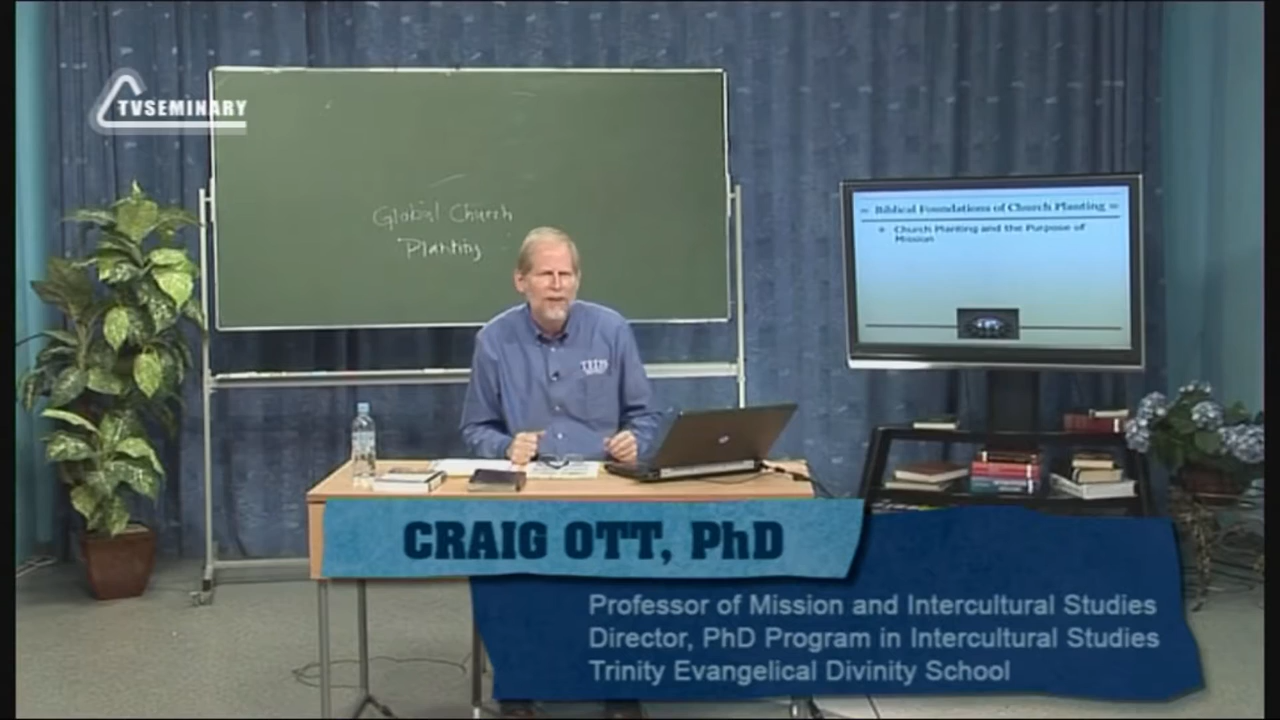 TVSEMINARY
Global Church
Planting
Biblical Foundations of Church Planting
Church Planting and the Purpose of
Mission
TEDS
CRAIG OTT, PhD
Professor of Mission and Intercultural Studies
Director, PhD Program in Intercultural Studies
Trinity Evangelical Divinity School